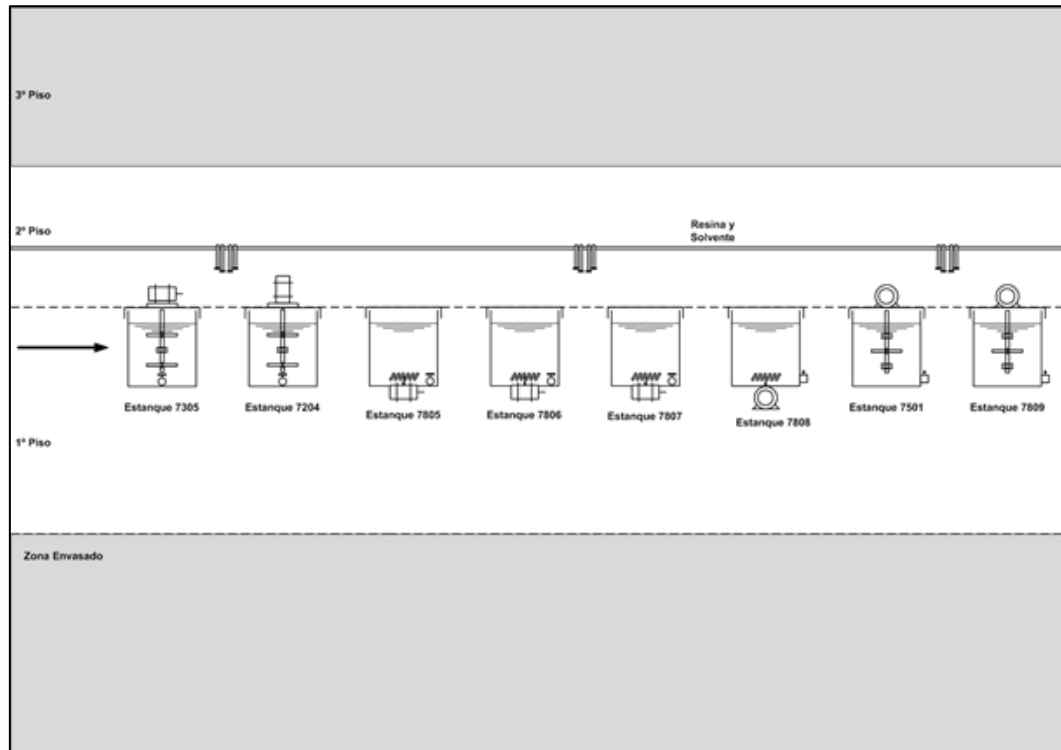 3º Piso
2º Piso
Resina y
Solvente
Estanque 7305
Estanque 7204
Estanque 7805
Estanque 7806
Estanque 7807
Estanque 7808
Estanque 7501
Estanque 7809
1º Piso
Zona Envasado